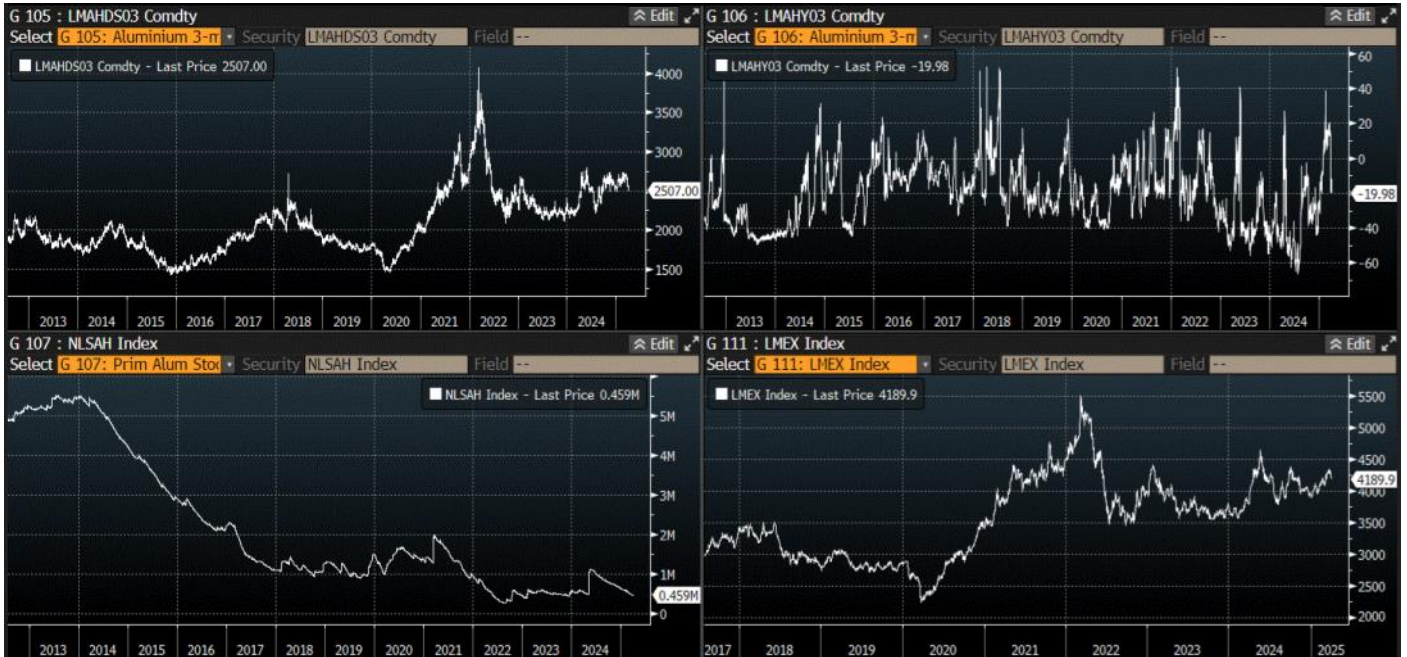 G 105 : LMAHDS03 Comdty
Edit
Select G 105: Aluminium 3-m Security LMAHDS03 Comdty Field --
LMAHDS03 Comdty - Last Price 2507.00
4000
3500
3000
2507.00
2500
2000
1500
2013 2014 2015 2016 2017 2018 2019 2020 2021 2022 2023 2024
G 106 : LMAHY03 Comdty
Edit
Select G 106: Aluminium 3-m Security LMAHY03 Comdty Field --
LMAHY03 Comdty - Last Price -19.98
60
40
20
0
-19.98
-40
-60
2013 2014 2015 2016 2017 2018 2019 2020 2021 2022 2023 2024
G 107 : NLSAH Index
Edit
Select G 107: Prim Alum Stoc Security NLSAH Index Field --
NLSAH Index - Last Price 0.459M
5M
4M
3M
2M
1M
0.459M
0
2013 2014 2015 2016 2017 2018 2019 2020 2021 2022 2023 2024
G 111 : LMEX Index
Edit
Select G 111: LMEX Index Security LMEX Index Field --
LMEX Index - Last Price 4189.9
5500
5000
4500
4189.9
4000
3500
3000
2500
2000
2017 2018 2019 2020 2021 2022 2023 2024 2025